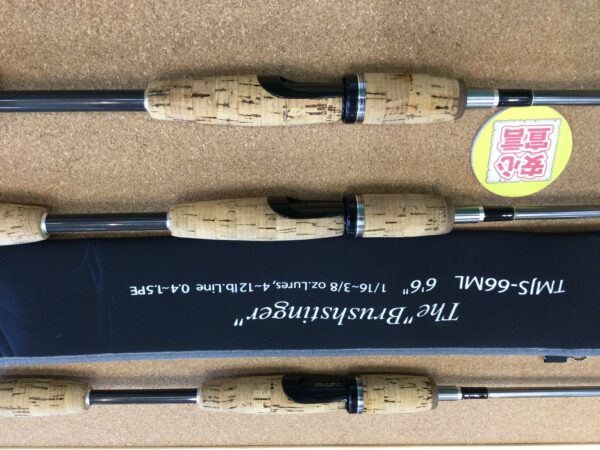 安心
宣言
The"Brushstinger"
TMJS-66ML 6'6" 1/16~3/8 oz.Lures, 4~12lb.Line 0.4~1.5PE